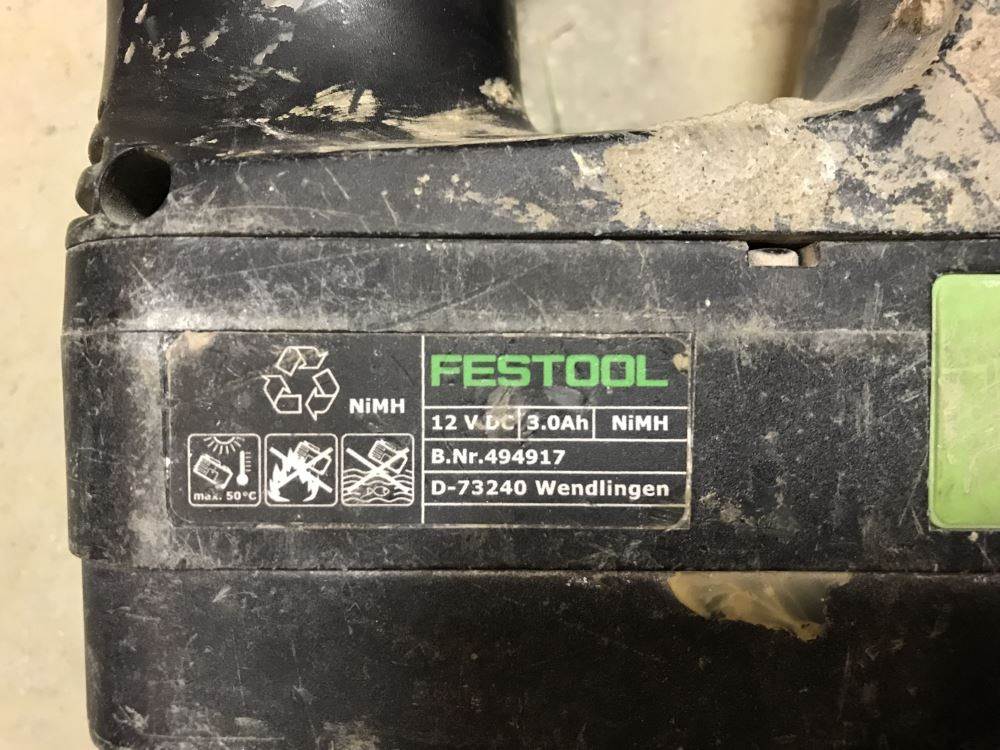 NiMH
max. 50°C
FESTOOL
12 V DC 3.0Ah NiMH
B.Nr.494917
D-73240 Wendlingen